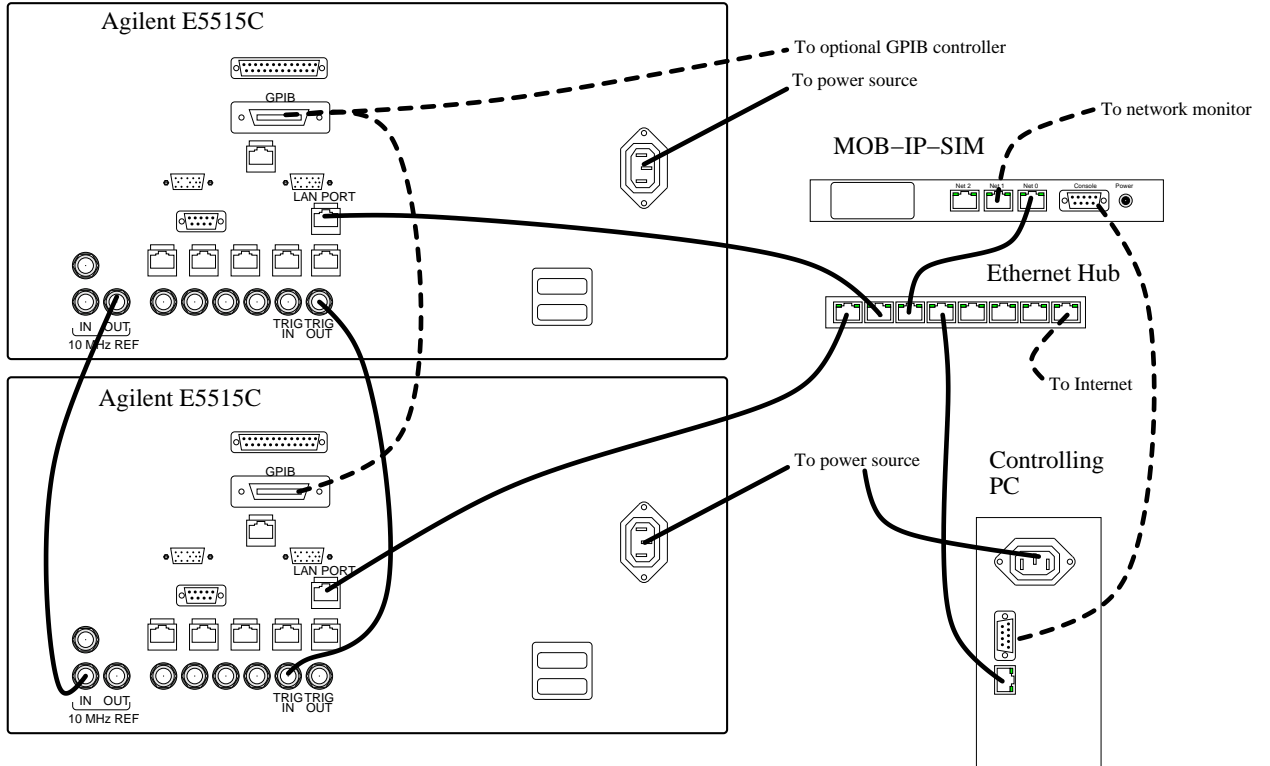 Agilent E5515C
To optional GPIB controller
To power source
GPIB
To network monitor
MOB–IP–SIM
Net 2 Net 1 Net 0 Console Power
LAN PORT
Ethernet Hub
IN OUT
10 MHz REF
TRIG IN
TRIG OUT
To Internet
Agilent E5515C
GPIB
To power source
Controlling
PC
LAN PORT
IN OUT
10 MHz REF
TRIG IN
TRIG OUT